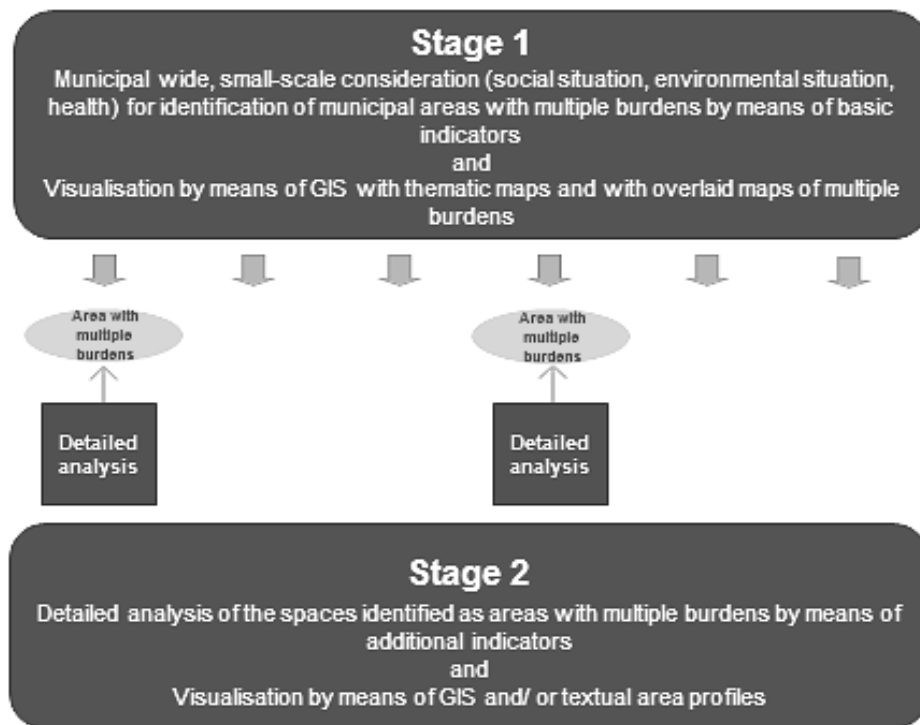 Stage 1
Municipal wide, small-scale consideration (social situation, environmental situation,
health) for identification of municipal areas with multiple burdens by means of basic
indicators
and
Visualisation by means of GIS with thematic maps and with overlaid maps of multiple
burdens
Area with
multiple
burdens
Area with
multiple
burdens
Detailed
analysis
Detailed
analysis
Stage 2
Detailed analysis of the spaces identified as areas with multiple burdens by means of
additional indicators
and
Visualisation by means of GIS and/ or textual area profiles